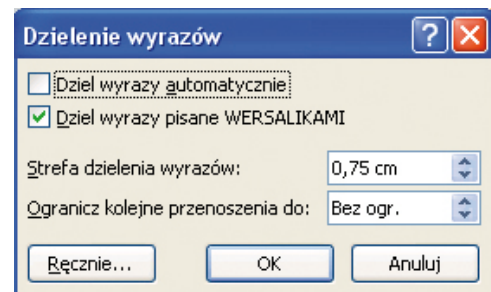 Dzielenie wyrazów
Dziel wyrazy automatycznie
Dziel wyrazy pisane WERSALIKAMI
Strefa dzielenia wyrazów: 0,75 cm
Ogranicz kolejne przenoszenia do: Bez ogr.
Ręcznie... OK Anuluj